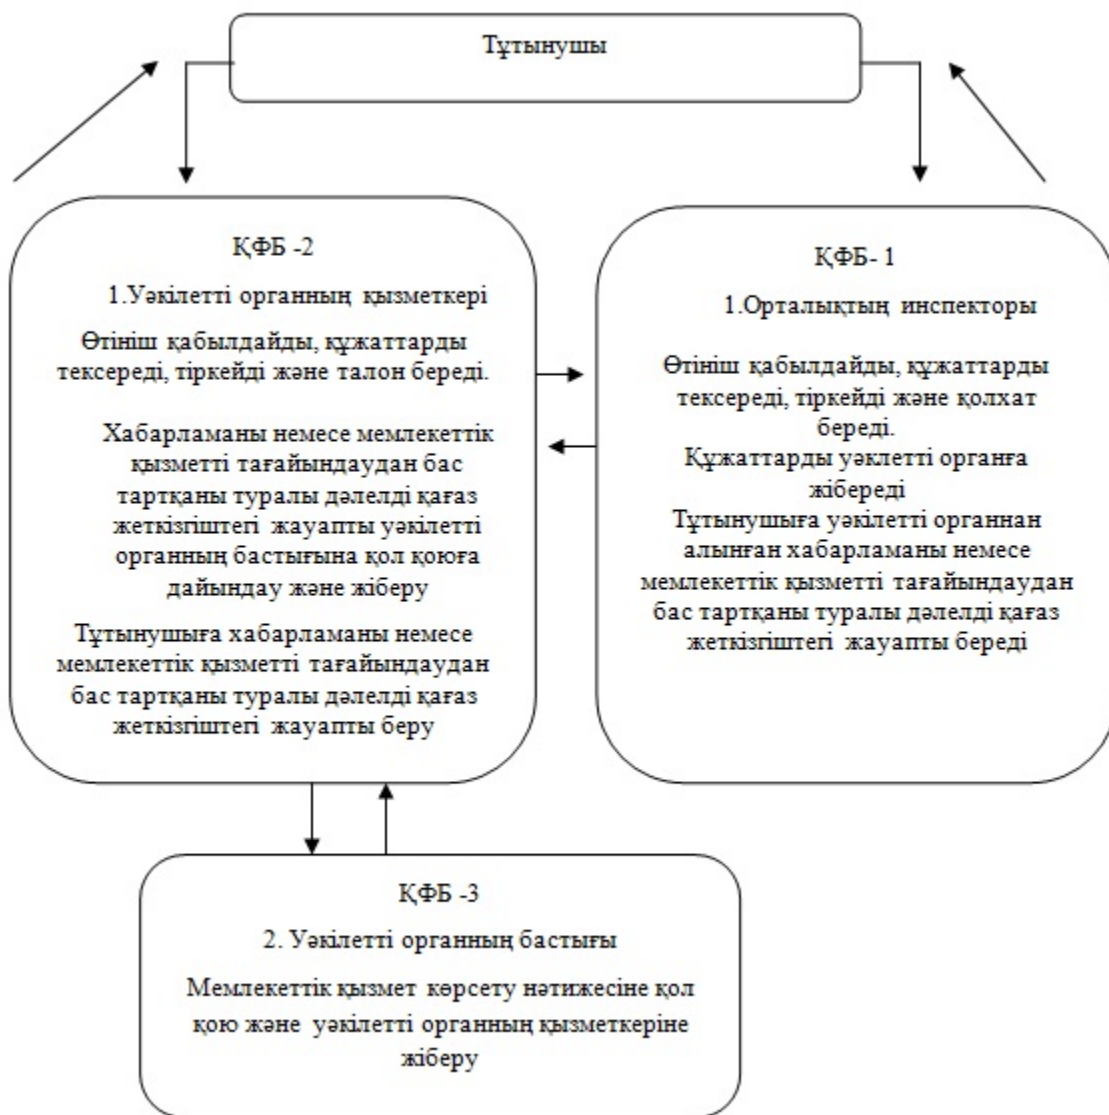 Тұтынушы
ҚФБ -2
1.Уәкілетті органның қызметкері
Өтініш қабылдайды, құжаттарды
тексереді, тіркейді және талон береді.
Хабарламаны немесе мемлекеттік
қызметті тағайындаудан бас
тартқаны туралы дәлелді қағаз
жеткізгіштегі жауапты уәкілетті
органның бастығына қол қоюға
дайындау және жіберу
Тұтынушыға хабарламаны немесе
мемлекеттік қызметті тағайындаудан
бас тартқаны туралы дәлелді қағаз
жеткізгіштегі жауапты беру
ҚФБ- 1
1.Орталықтың инспекторы
Өтініш қабылдайды, құжаттарды
тексереді, тіркейді және қолхат
береді.
Құжаттарды уәклетті органға
жібереді
Тұтынушыға уәкілетті органнан
алынған хабарламаны немесе
мемлекеттік қызметті тағайындаудан
бас тартқаны туралы дәлелді қағаз
жеткізгіштегі жауапты береді
ҚФБ -3
2. Уәкілетті органның бастығы
Мемлекеттік қызмет көрсету нәтижесіне қол
қою және уәкілетті органның қызметкеріне
жіберу